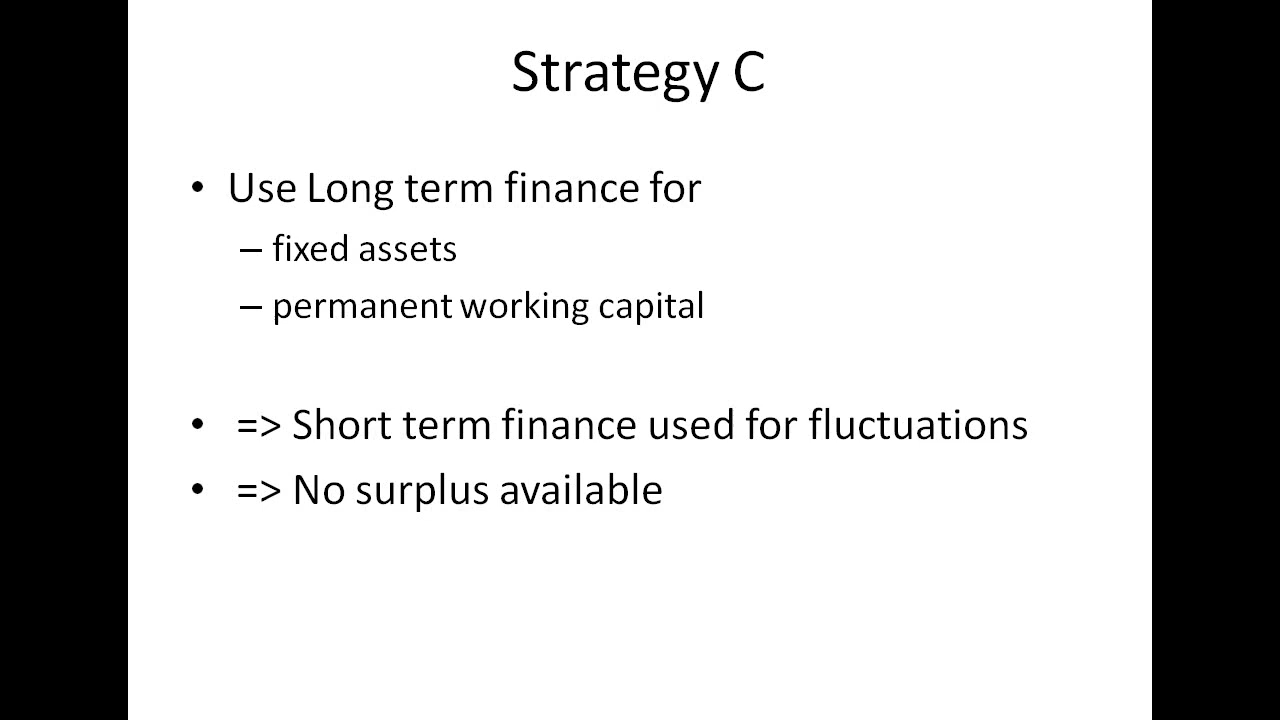 Strategy C
• Use Long term finance for
– fixed assets
– permanent working capital
• => Short term finance used for fluctuations
• => No surplus available